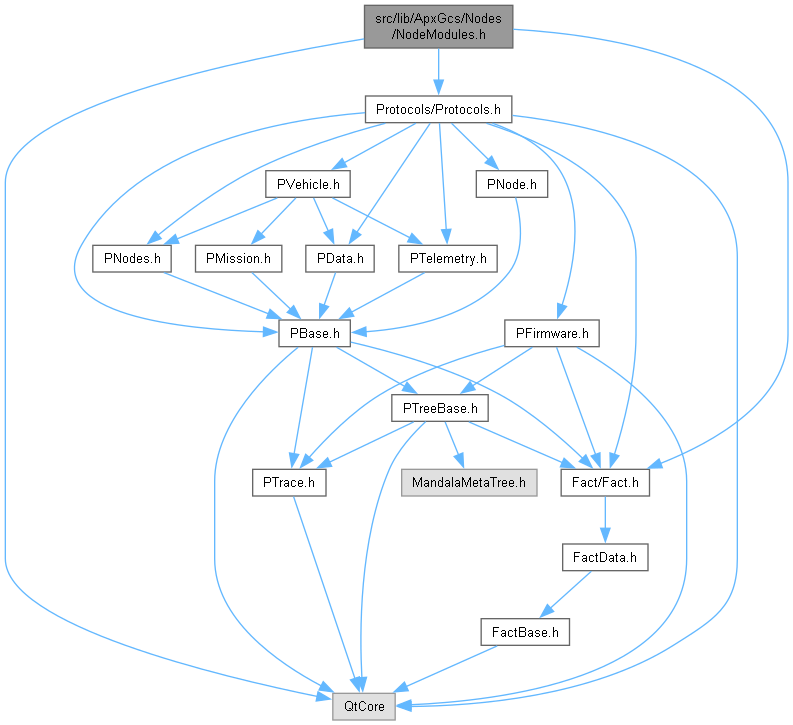 src/lib/ApxGcs/Nodes
/NodeModules.h
Protocols/Protocols.h
PVehicle.h
PNode.h
PNodes.h
PMission.h
PData.h
PTelemetry.h
PBase.h
PFirmware.h
PTreeBase.h
PTrace.h
MandalaMetaTree.h
Fact/Fact.h
FactData.h
FactBase.h
QtCore